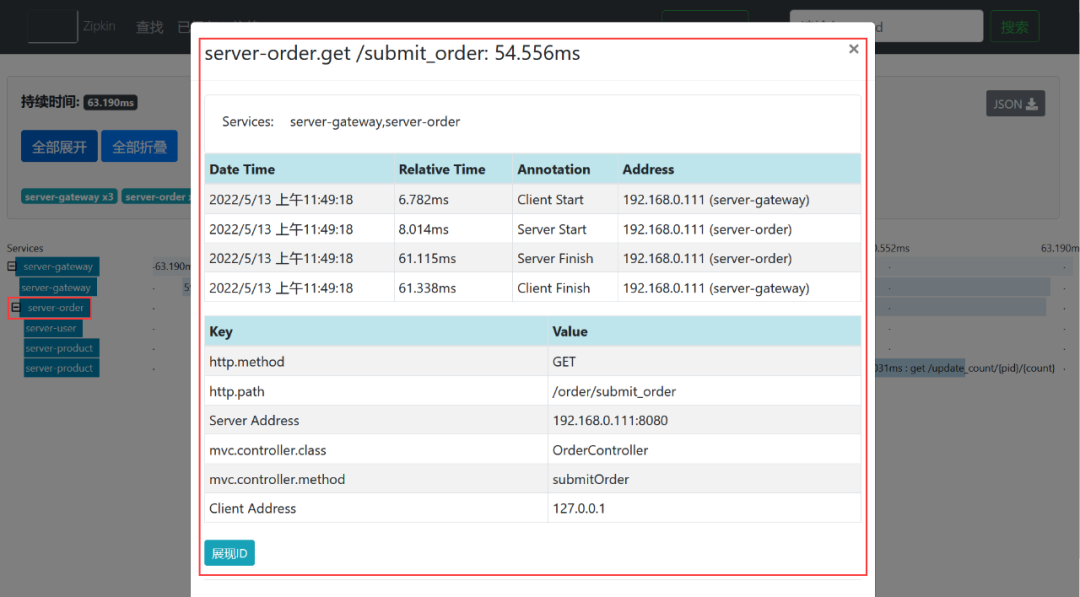 Zipkin 查找
搜索
server-order.get /submit_order: 54.556ms ×
持续时间: 63.190ms
JSON
全部展开 全部折叠
server-gateway x3 server-order
Services: server-gateway,server-order
Date Time Relative Time Annotation Address
2022/5/13 上午11:49:18 6.782ms Client Start 192.168.0.111 (server-gateway)
2022/5/13 上午11:49:18 8.014ms Server Start 192.168.0.111 (server-order)
2022/5/13 上午11:49:18 61.115ms Server Finish 192.168.0.111 (server-order)
2022/5/13 上午11:49:18 61.338ms Client Finish 192.168.0.111 (server-gateway)
Key Value
http.method GET
http.path /order/submit_order
Server Address 192.168.0.111:8080
mvc.controller.class OrderController
mvc.controller.method submitOrder
Client Address 127.0.0.1
展现ID
Services
63.190m
server-gateway
-63.190m
server-gateway
server-order
server-user
server-product
server-product
031ms : get /update_count/{pid}/{count}